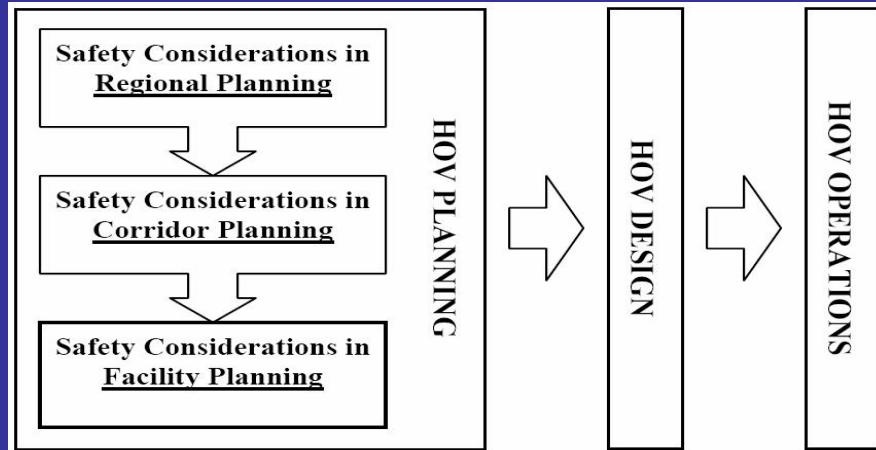 Safety Considerations in
Regional Planning
Safety Considerations in
Corridor Planning
Safety Considerations in
Facility Planning
HOV PLANNING
HOV DESIGN
HOV OPERATIONS